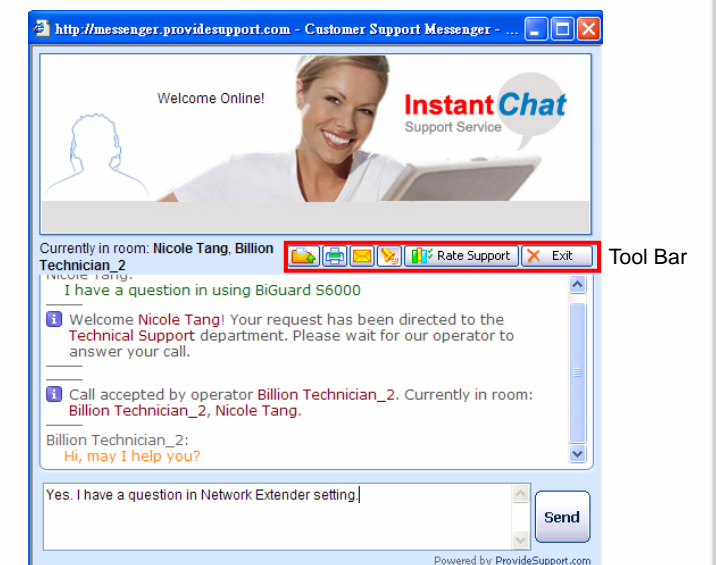 http://messenger.providesupport.com - Customer Support Messenger - ...
Welcome Online!
Instant Chat
Support Service
Currently in room: Nicole Tang, Billion
Technician_2
Rate Support
Exit
Tool Bar
Nicole Tang:
I have a question in using BiGuard S6000
Welcome Nicole Tang! Your request has been directed to the
Technical Support department. Please wait for our operator to
answer your call.
Call accepted by operator Billion Technician_2. Currently in room:
Billion Technician_2, Nicole Tang.
Billion Technician_2:
Hi, may I help you?
Yes. I have a question in Network Extender setting.
Send
Powered by ProvideSupport.com